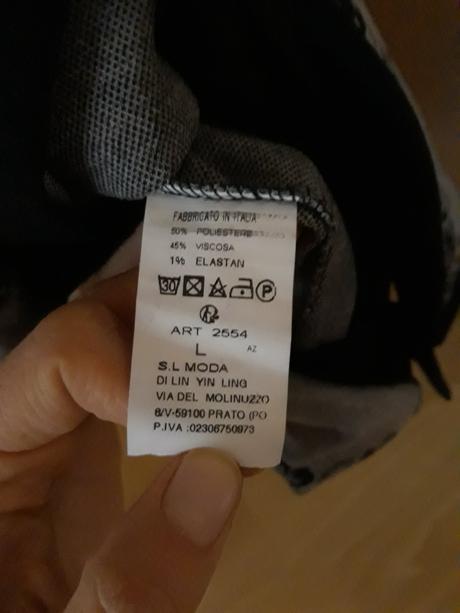 FABBRICATO IN ITALIA
50% POLIESTERE
45% VISCOSA
1% ELASTAN
30 P
ART 2554
L AZ
S.L MODA
DI LIN YIN LING
VIA DEL MOLINUZZO
8/V-59100 PRATO (PO
P.IVA :02306750973